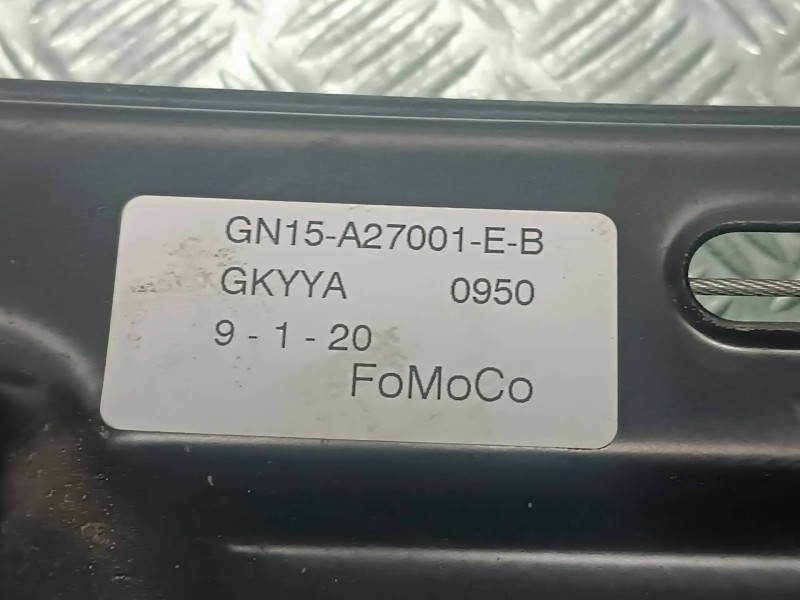 GN15-A27001-E-B
GKYYA 0950
9 - 1 - 20
FoMoCo